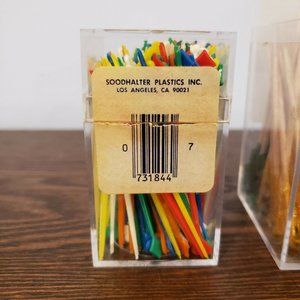 SOODHALTER PLASTICS INC.
LOS ANGELES, CA 90021
0 7
731844